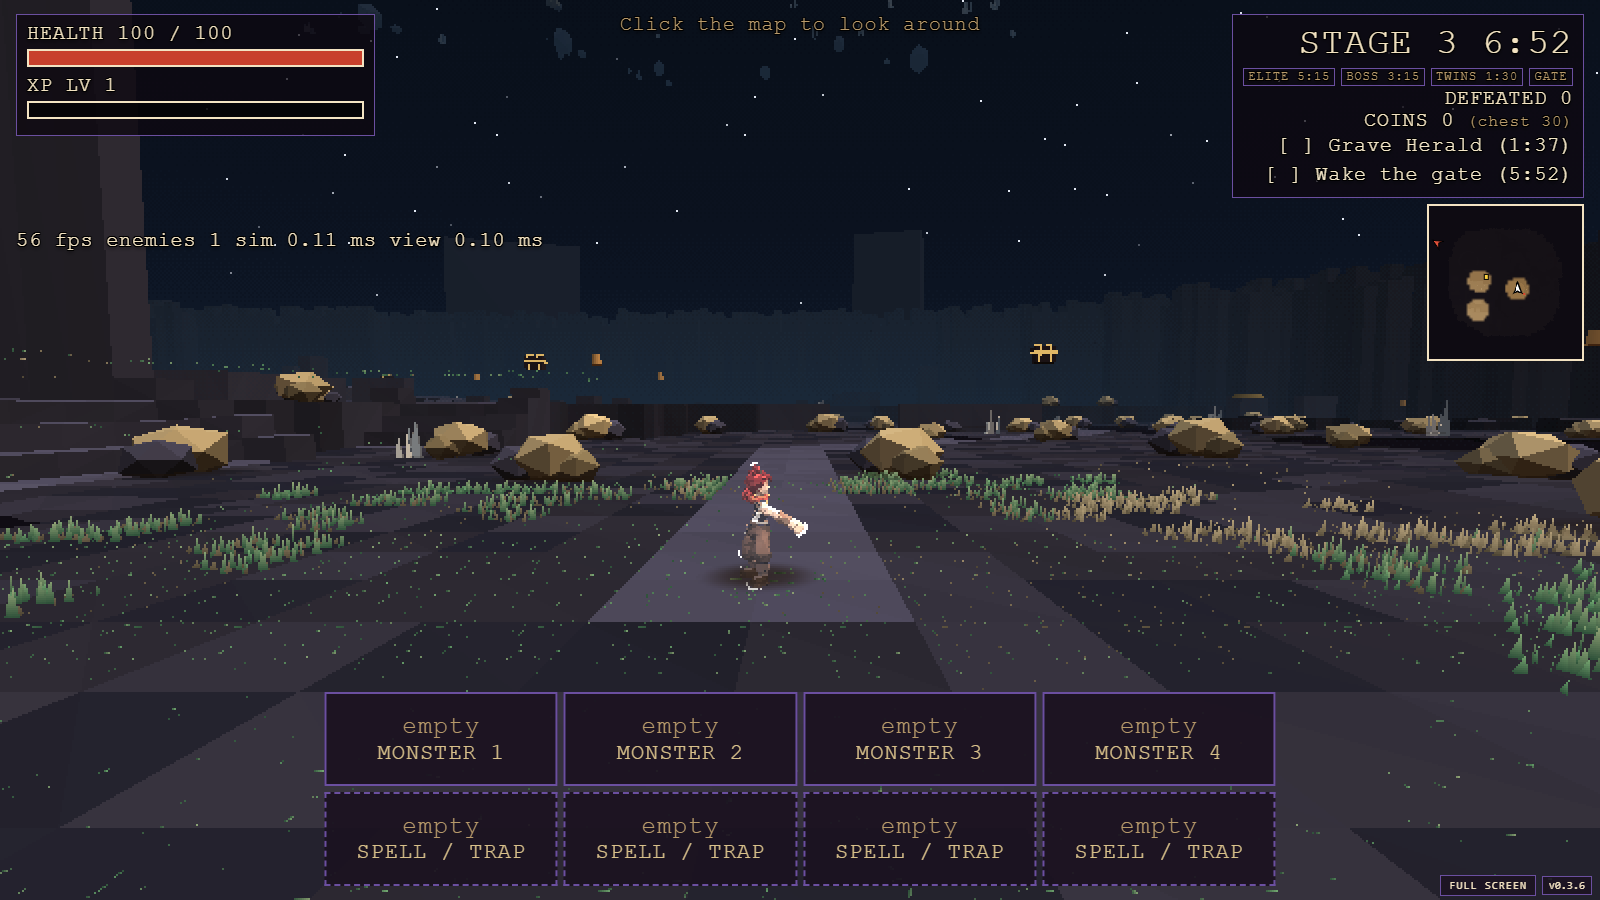 HEALTH 100 / 100
XP LV 1
Click the map to look around
STAGE 3 6:52
ELITE 5:15 BOSS 3:15 TWINS 1:30 GATE
DEFEATED 0
COINS 0 (chest 30)
[ ] Grave Herald (1:37)
[ ] Wake the gate (5:52)
56 fps enemies 1 sim 0.11 ms view 0.10 ms
empty
MONSTER 1
empty
MONSTER 2
empty
MONSTER 3
empty
MONSTER 4
empty
SPELL / TRAP
empty
SPELL / TRAP
empty
SPELL / TRAP
empty
SPELL / TRAP
FULL SCREEN
v0.3.6